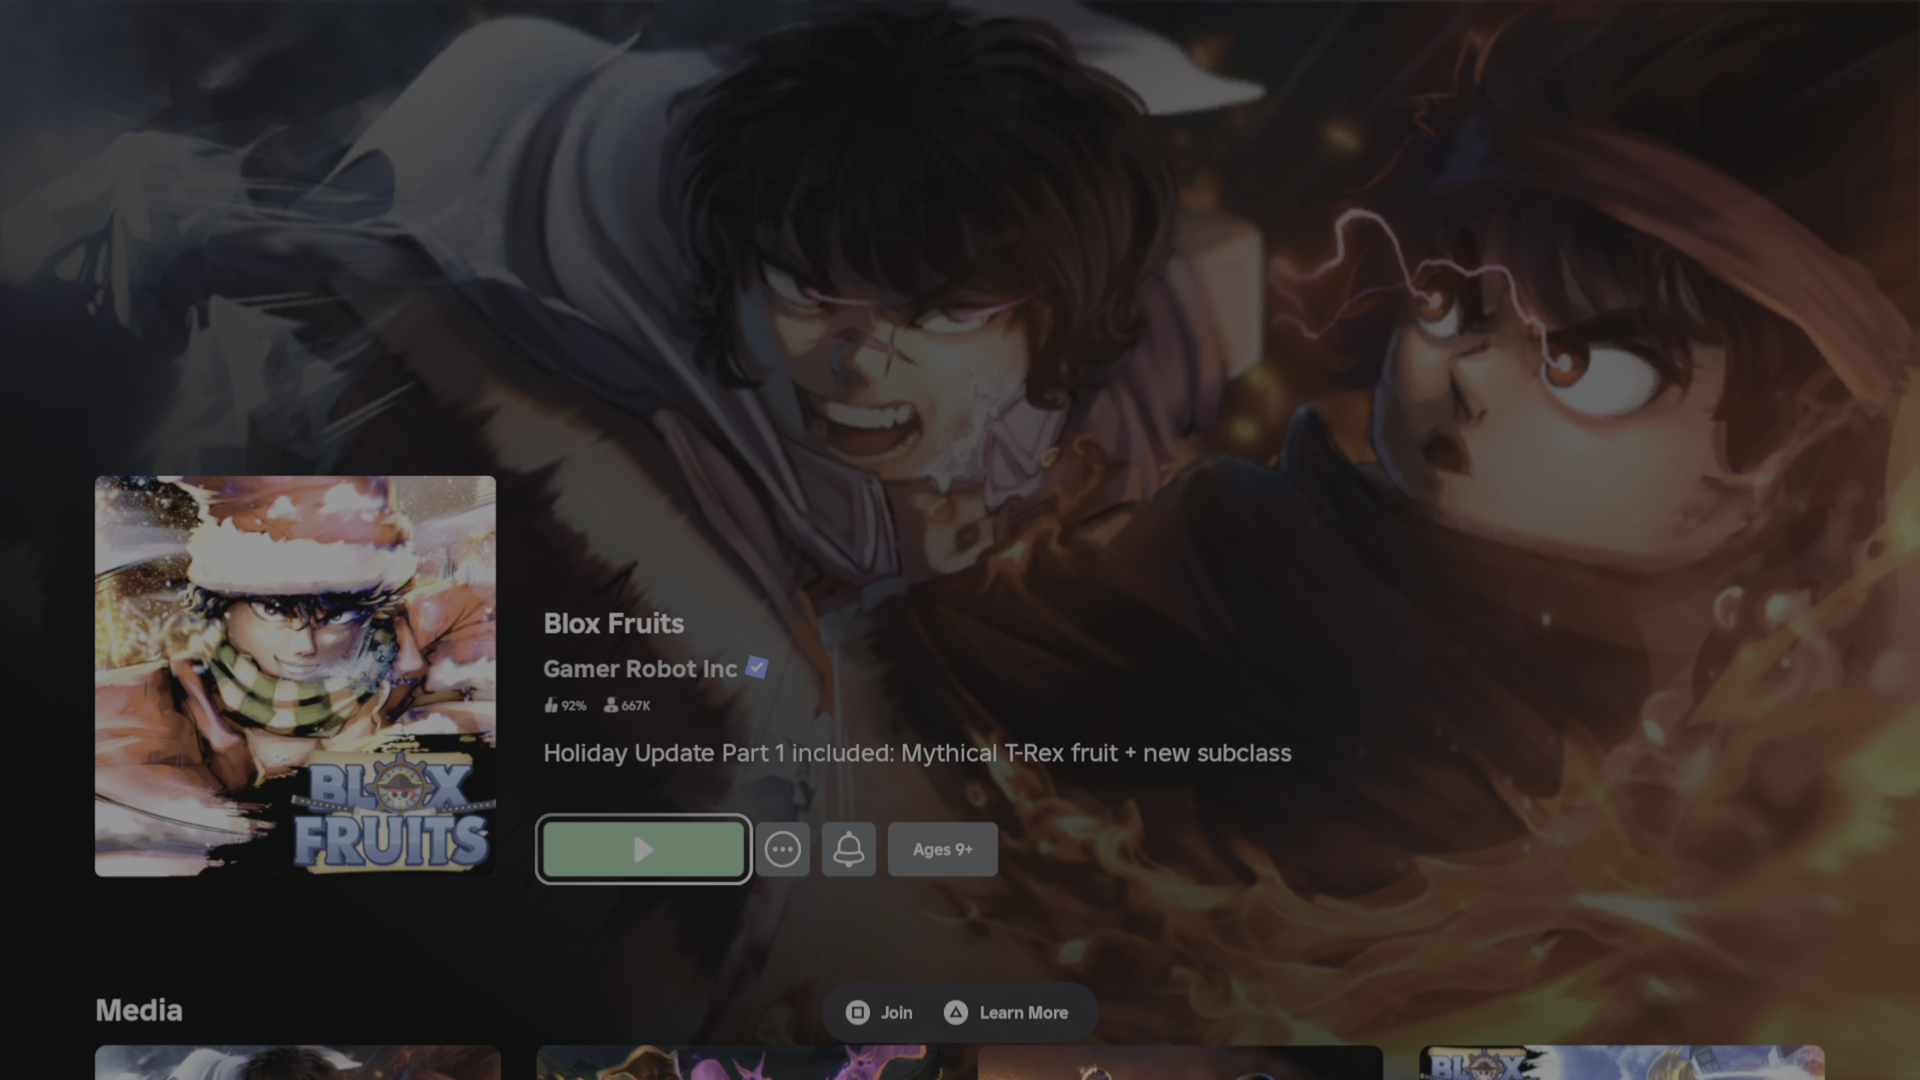 Blox Fruits
Gamer Robot Inc
92% 667K
Holiday Update Part 1 included: Mythical T-Rex fruit + new subclass
BLOX
FRUITS
Ages 9+
Media
Join Learn More
BLOX